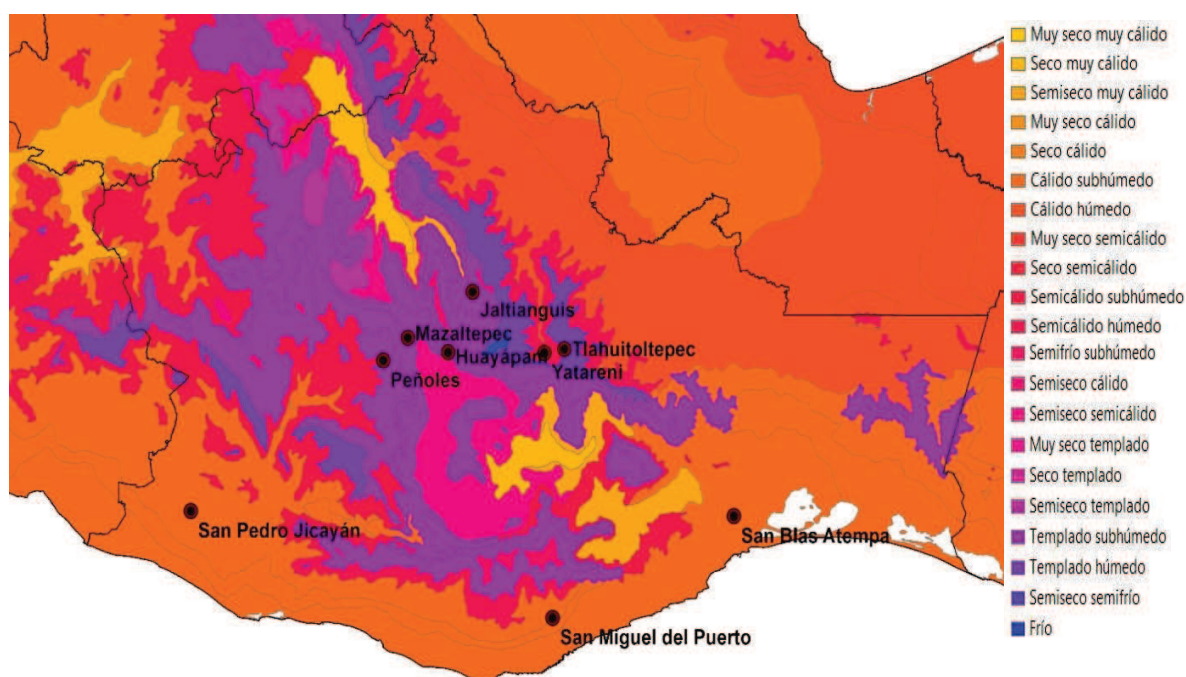 Jaltianguis
Mazaltepec
Huayápam
Tlahuitoltepec
Yatareni
Peñoles
San Pedro Jicayán
San Blas Atempa
San Miguel del Puerto
Muy seco muy cálido
Seco muy cálido
Semiseco muy cálido
Muy seco cálido
Seco cálido
Cálido subhúmedo
Cálido húmedo
Muy seco semicálido
Seco semicálido
Semicálido subhúmedo
Semicálido húmedo
Semifrío subhúmedo
Semiseco cálido
Semiseco semicálido
Muy seco templado
Seco templado
Semiseco templado
Templado subhúmedo
Templado húmedo
Semiseco semifrío
Frío